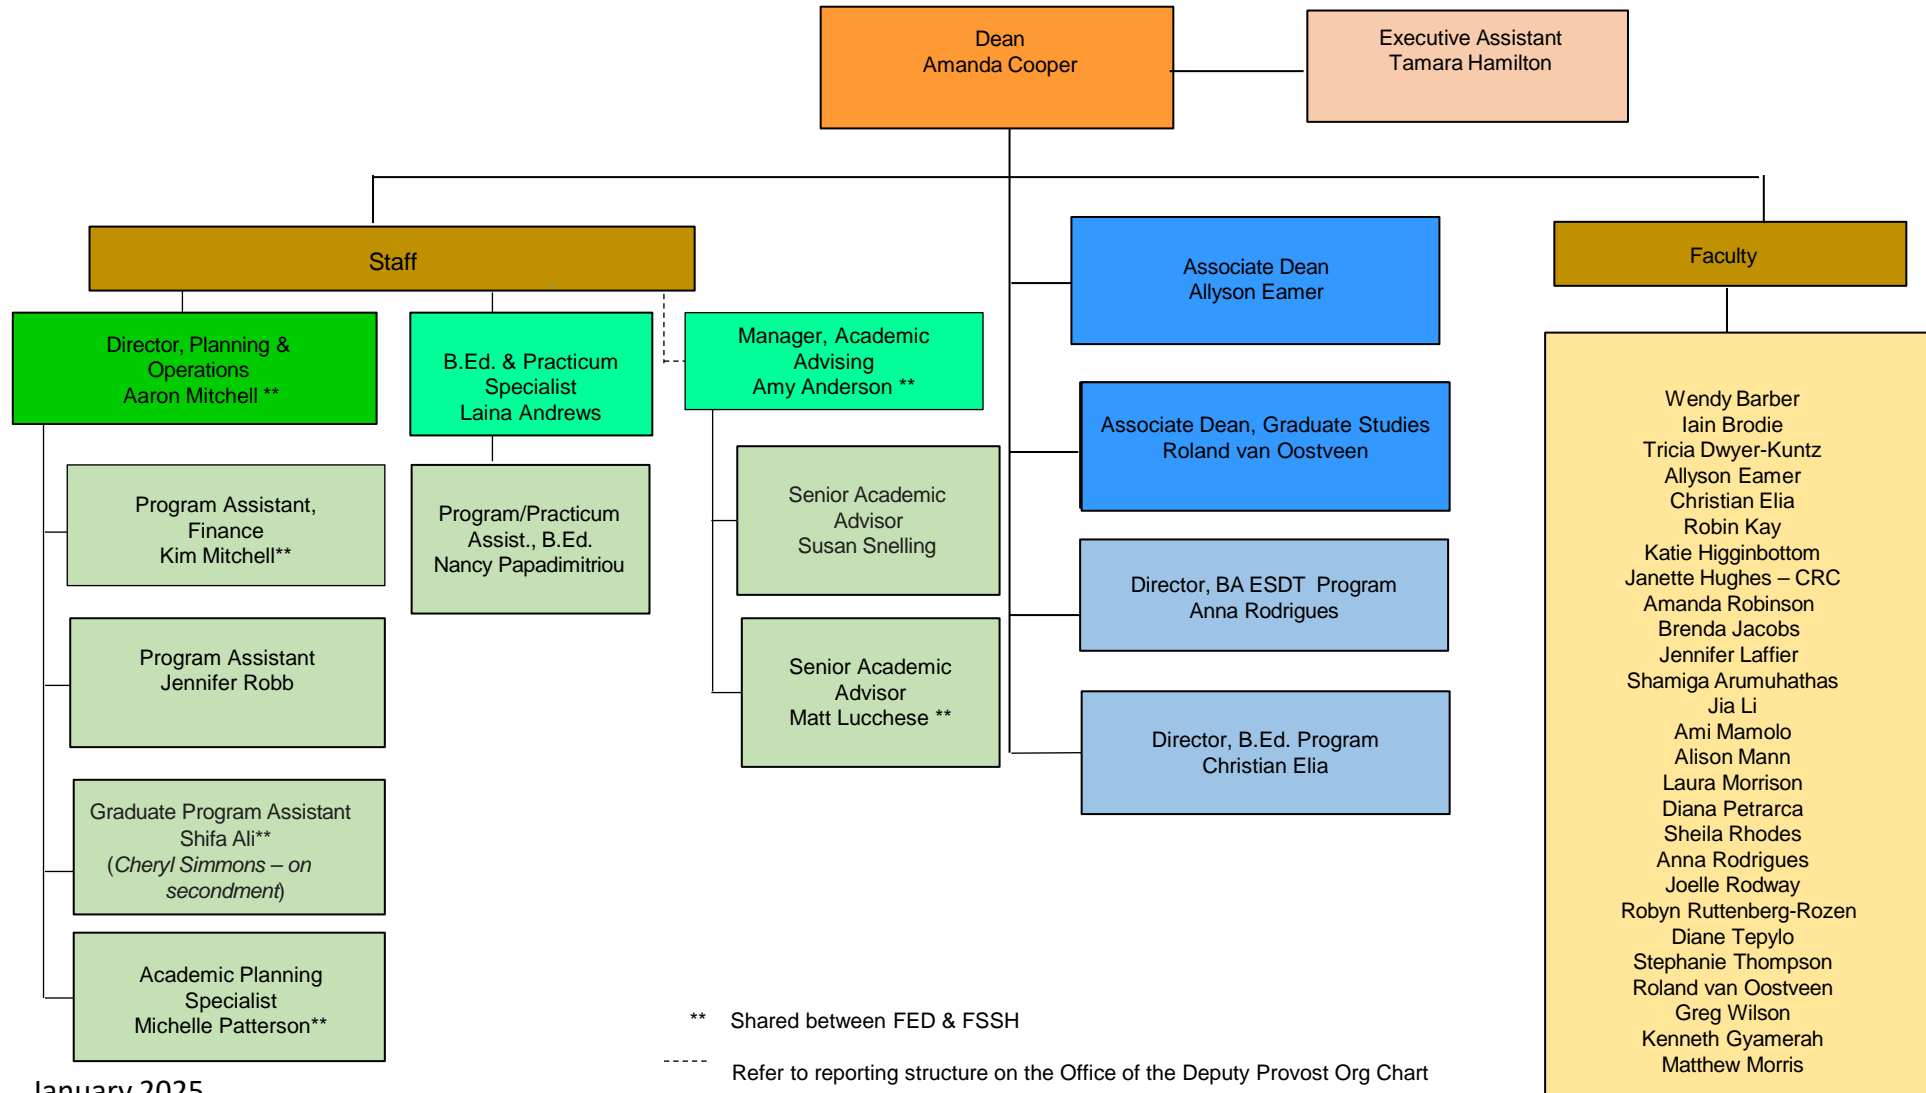 Dean
Amanda Cooper
Executive Assistant
Tamara Hamilton
Staff
Faculty
Director, Planning &
Operations
Aaron Mitchell **
B.Ed. & Practicum
Specialist
Laina Andrews
Manager, Academic
Advising
Amy Anderson **
Associate Dean
Allyson Eamer
Associate Dean, Graduate Studies
Roland van Oostveen
Director, BA ESDT Program
Anna Rodrigues
Director, B.Ed. Program
Christian Elia
Program Assistant,
Finance
Kim Mitchell**
Program Assistant
Jennifer Robb
Graduate Program Assistant
Shifa Ali**
(Cheryl Simmons – on
secondment)
Academic Planning
Specialist
Michelle Patterson**
Program/Practicum
Assist., B.Ed.
Nancy Papadimitriou
Senior Academic
Advisor
Susan Snelling
Senior Academic
Advisor
Matt Lucchese **
Wendy Barber
Iain Brodie
Tricia Dwyer-Kuntz
Allyson Eamer
Christian Elia
Robin Kay
Katie Higginbottom
Janette Hughes – CRC
Amanda Robinson
Brenda Jacobs
Jennifer Laffier
Shamiga Arumuhathas
Jia Li
Ami Mamolo
Alison Mann
Laura Morrison
Diana Petrarca
Sheila Rhodes
Anna Rodrigues
Joelle Rodway
Robyn Ruttenberg-Rozen
Diane Tepylo
Stephanie Thompson
Roland van Oostveen
Greg Wilson
Kenneth Gyamerah
Matthew Morris
** Shared between FED & FSSH
Refer to reporting structure on the Office of the Deputy Provost Org Chart
January 2025